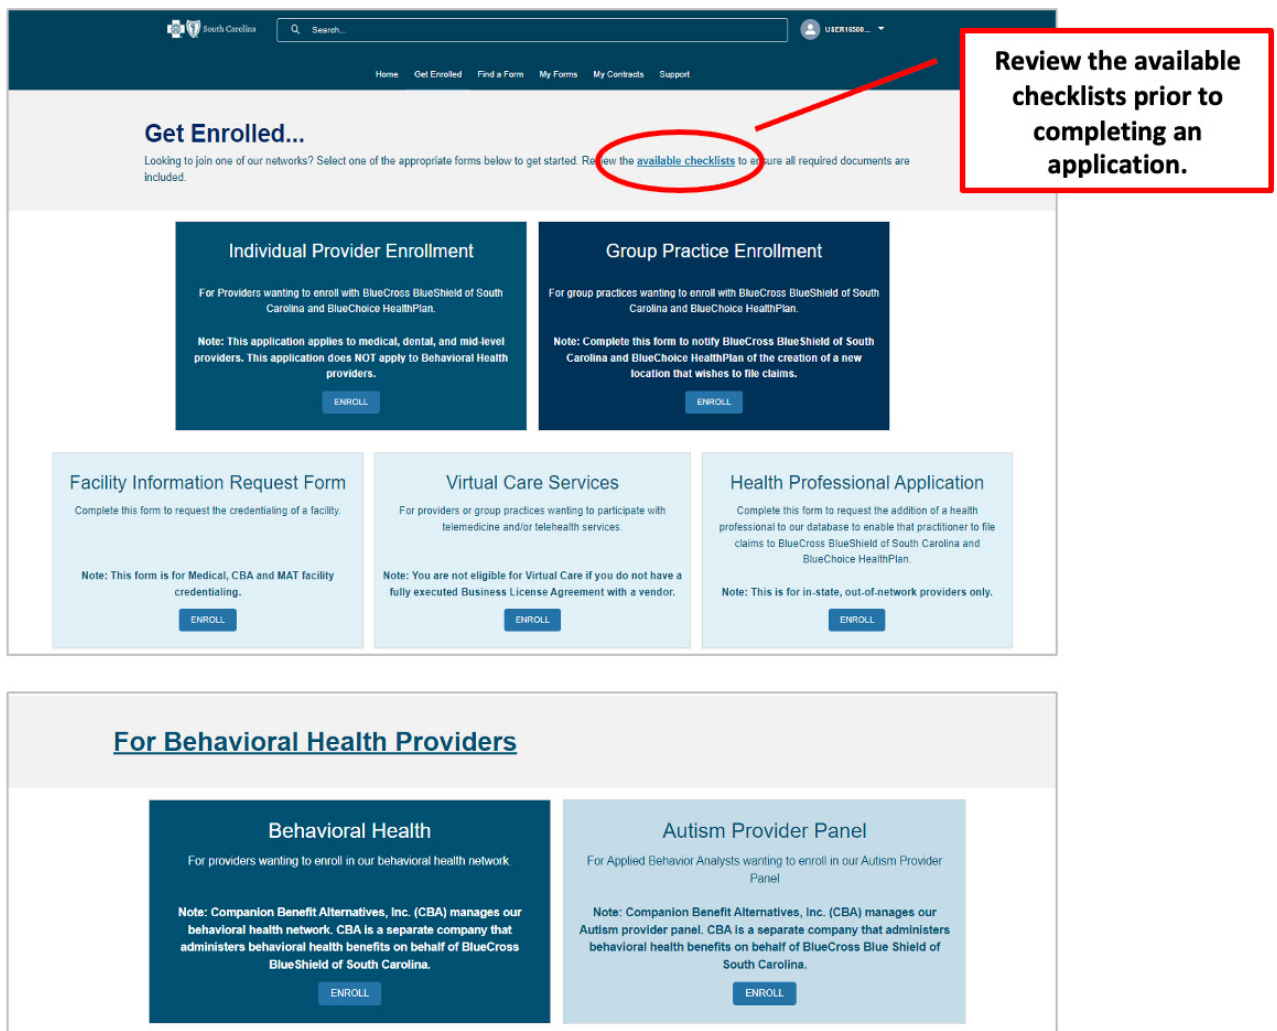 South Carolina
Search...
USER16500...
Home Get Enrolled Find a Form My Forms My Contracts Support
Review the available
checklists prior to
completing an
application.
Get Enrolled...
Looking to join one of our networks? Select one of the appropriate forms below to get started. Review the available checklists to ensure all required documents are
included.
Individual Provider Enrollment
For Providers wanting to enroll with BlueCross BlueShield of South
Carolina and BlueChoice HealthPlan.
Note: This application applies to medical, dental, and mid-level
providers. This application does NOT apply to Behavioral Health
providers.
ENROLL
Group Practice Enrollment
For group practices wanting to enroll with BlueCross BlueShield of South
Carolina and BlueChoice HealthPlan.
Note: Complete this form to notify BlueCross BlueShield of South
Carolina and BlueChoice HealthPlan of the creation of a new
location that wishes to file claims.
ENROLL
Facility Information Request Form
Complete this form to request the credentialing of a facility.
Note: This form is for Medical, CBA and MAT facility
credentialing.
ENROLL
Virtual Care Services
For providers or group practices wanting to participate with
telemedicine and/or telehealth services.
Note: You are not eligible for Virtual Care if you do not have a
fully executed Business License Agreement with a vendor.
ENROLL
Health Professional Application
Complete this form to request the addition of a health
professional to our database to enable that practitioner to file
claims to BlueCross BlueShield of South Carolina and
BlueChoice HealthPlan.
Note: This is for in-state, out-of-network providers only.
ENROLL
For Behavioral Health Providers
Behavioral Health
For providers wanting to enroll in our behavioral health network.
Note: Companion Benefit Alternatives, Inc. (CBA) manages our
behavioral health network. CBA is a separate company that
administers behavioral health benefits on behalf of BlueCross
BlueShield of South Carolina.
ENROLL
Autism Provider Panel
For Applied Behavior Analysts wanting to enroll in our Autism Provider
Panel
Note: Companion Benefit Alternatives, Inc. (CBA) manages our
Autism provider panel. CBA is a separate company that administers
behavioral health benefits on behalf of BlueCross Blue Shield of
South Carolina.
ENROLL